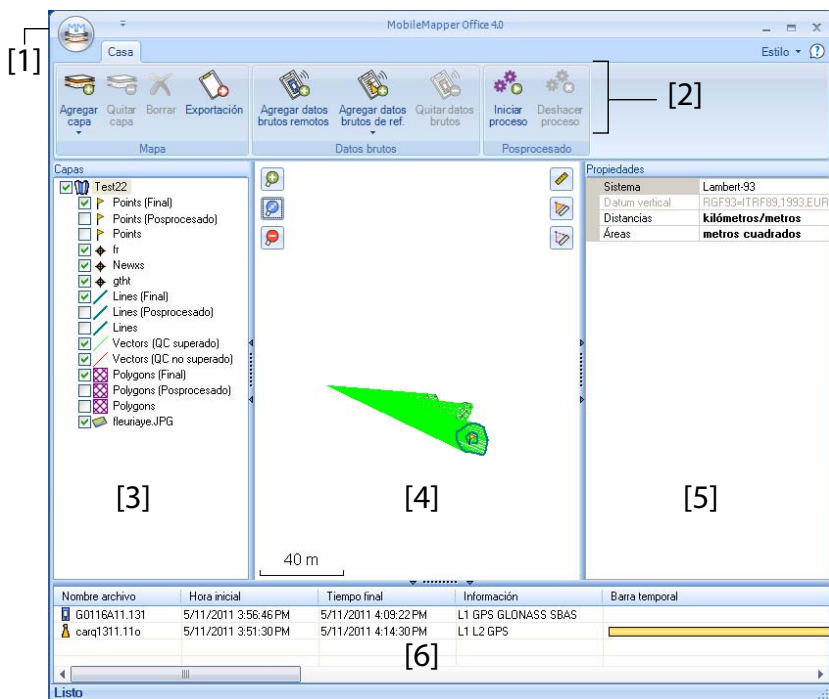 MobileMapper Office 4.0
[1]
MM
Casa
Estilo
[2]
Agregar capa
Quitar capa
Borrar
Exportación
Agregar datos brutos remotos
Agregar datos brutos de ref.
Quitar datos brutos
Iniciar proceso
Deshacer proceso
Mapa
Datos brutos
Posprocesado
Capas
Test22
Points (Final)
Points (Posprocesado)
Points
fr
Newxs
gtht
Lines (Final)
Lines (Posprocesado)
Lines
Vectors (QC superado)
Vectors (QC no superado)
Polygons (Final)
Polygons (Posprocesado)
Polygons
fleuriaye.JPG
[3]
[4]
40 m
Propiedades
Sistema Lambert-93
Datum vertical RGF93=ITRF89,1993,EUR
Distancias kilómetros/metros
Áreas metros cuadrados
[5]
Nombre archivo Hora inicial Tiempo final Información Barra temporal
G0116A11.131 5/11/2011 3:56:46 PM 5/11/2011 4:09:22 PM L1 GPS GLONASS SBAS
carq1311.11o 5/11/2011 3:51:30 PM 5/11/2011 4:14:30 PM L1 L2 GPS
[6]
Listo